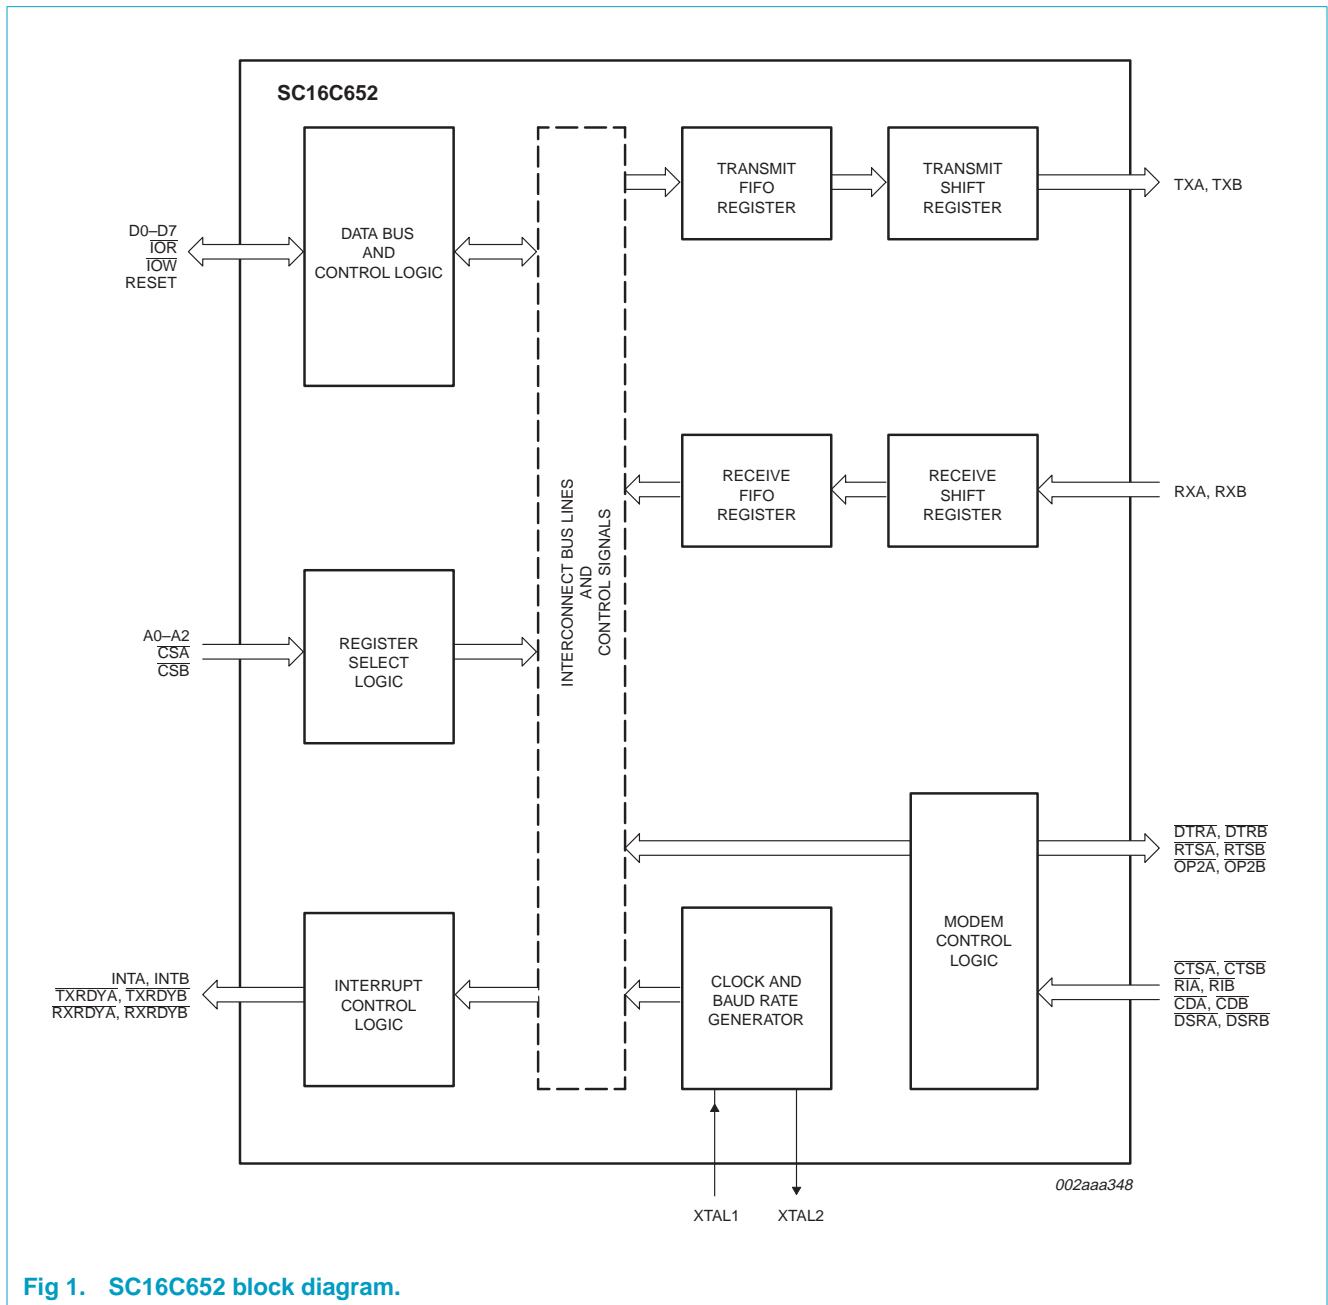 SC16C652
D0–D7
IOR
IOW
RESET
DATA BUS
AND
CONTROL LOGIC
TRANSMIT
FIFO
REGISTER
TRANSMIT
SHIFT
REGISTER
TXA, TXB
INTERCONNECT BUS LINES
AND
CONTROL SIGNALS
RECEIVE
FIFO
REGISTER
RECEIVE
SHIFT
REGISTER
RXA, RXB
A0–A2
CSA
CSB
REGISTER
SELECT
LOGIC
DTRA, DTRB
RTSA, RTSB
OP2A, OP2B
MODEM
CONTROL
LOGIC
CTSA, CTSB
RIA, RIB
CDA, CDB
DSRA, DSRB
INTA, INTB
TXRDYA, TXRDYB
RXRDYA, RXRDYB
INTERRUPT
CONTROL
LOGIC
CLOCK AND
BAUD RATE
GENERATOR
XTAL1
XTAL2
002aaa348
Fig 1. SC16C652 block diagram.